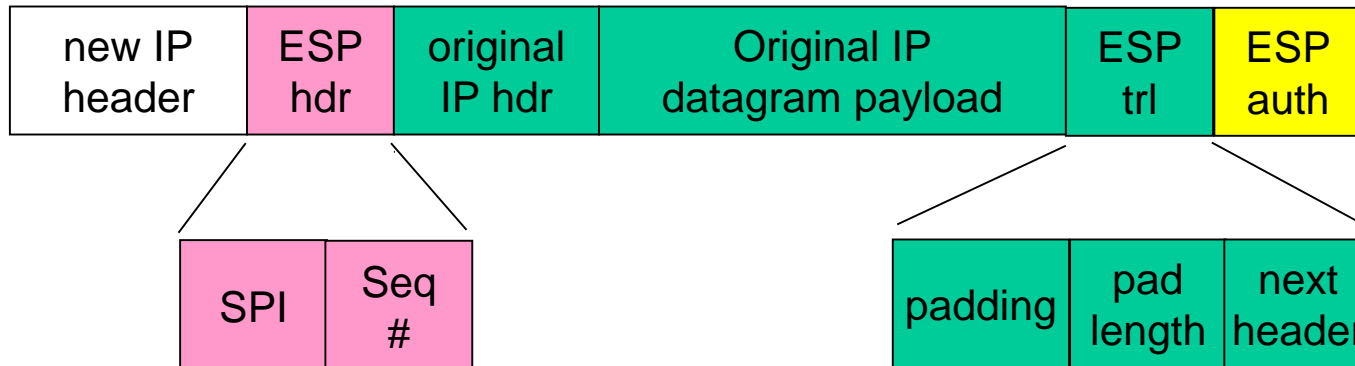 new IP
header
ESP
hdr
original
IP hdr
Original IP
datagram payload
ESP
trl
ESP
auth
SPI
Seq
#
padding
pad
length
next
header